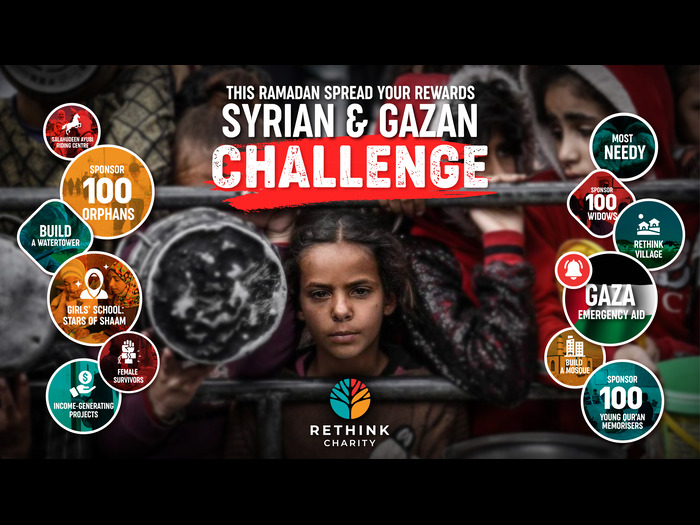 THIS RAMADAN SPREAD YOUR REWARDS
SYRIAN & GAZAN
CHALLENGE
SALAHUDEEN AYUBI
RIDING CENTRE
SPONSOR
100
ORPHANS
BUILD
A WATERTOWER
GIRLS' SCHOOL:
STARS OF SHAAM
FEMALE
SURVIVORS
INCOME-GENERATING
PROJECTS
MOST
NEEDY
SPONSOR
100
WIDOWS
RETHINK
VILLAGE
GAZA
EMERGENCY AID
BUILD
A MOSQUE
SPONSOR
100
YOUNG QUR'AN
MEMORISERS
RETHINK
CHARITY